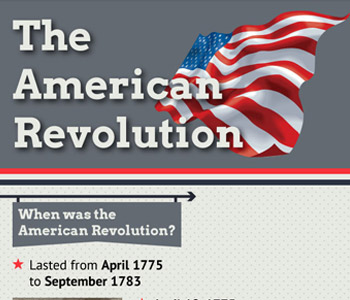 The
American
Revolution
When was the
American Revolution?
Lasted from April 1775
to September 1783